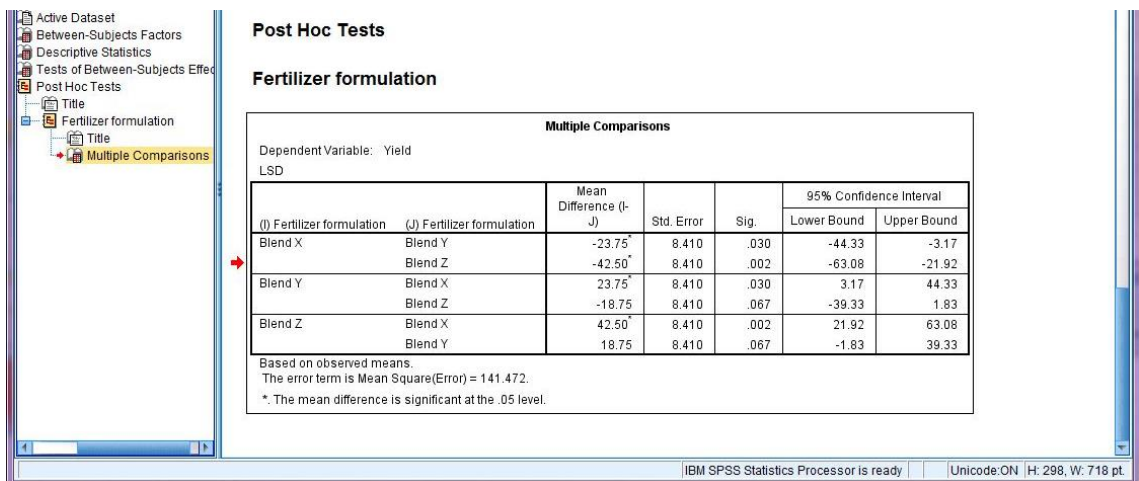 Active Dataset
Between-Subjects Factors
Descriptive Statistics
Tests of Between-Subjects Effec
Post Hoc Tests
Title
Fertilizer formulation
Title
Multiple Comparisons
Post Hoc Tests
Fertilizer formulation
Multiple Comparisons
Dependent Variable: Yield
LSD
(I) Fertilizer formulation (J) Fertilizer formulation Mean Difference (I-J) Std. Error Sig. 95% Confidence Interval
Lower Bound Upper Bound
Blend X Blend Y -23.75* 8.410 .030 -44.33 -3.17
Blend Z -42.50* 8.410 .002 -63.08 -21.92
Blend Y Blend X 23.75* 8.410 .030 3.17 44.33
Blend Z -18.75 8.410 .067 -39.33 1.83
Blend Z Blend X 42.50* 8.410 .002 21.92 63.08
Blend Y 18.75 8.410 .067 -1.83 39.33
Based on observed means.
The error term is Mean Square(Error) = 141.472.
*. The mean difference is significant at the .05 level.
IBM SPSS Statistics Processor is ready Unicode:ON H: 298, W: 718 pt.